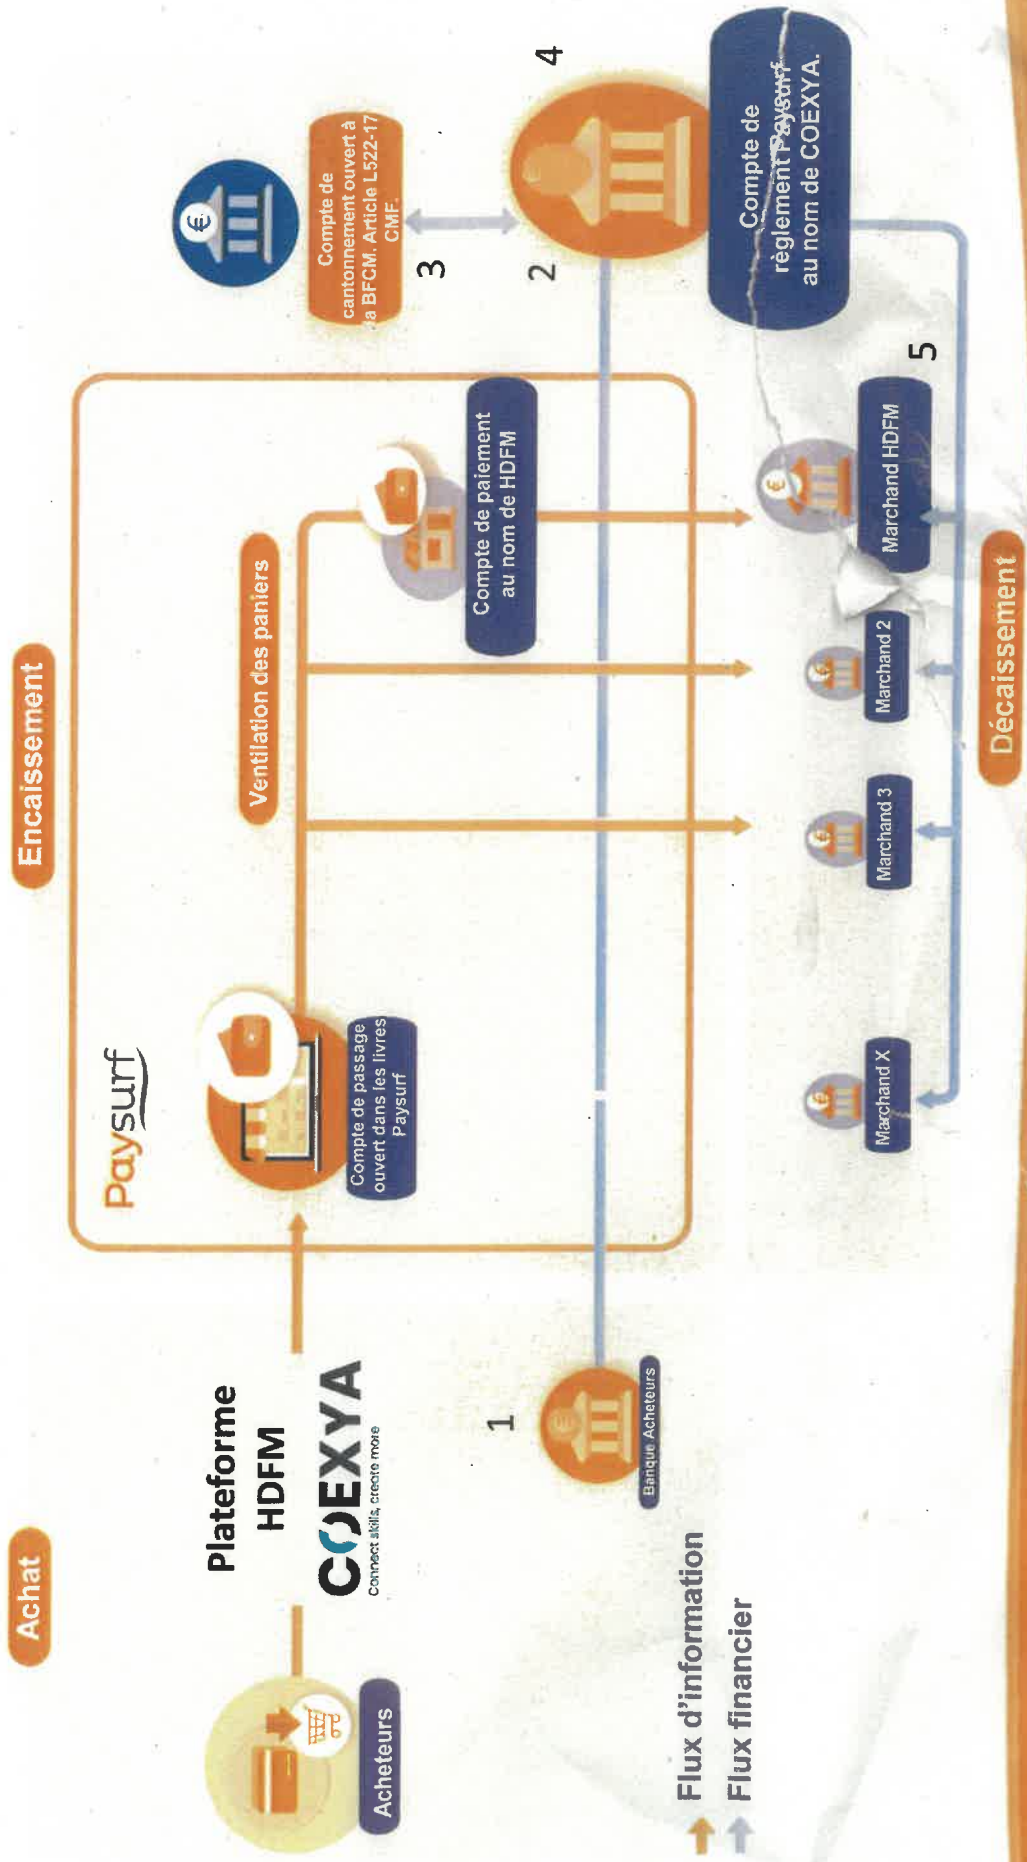 Achat
Encaissement
Paysurf
Plateforme
HDFM
COEXYA
Connect skills, create more
Acheteurs
Ventilation des paniers
Compte de passage
ouvert dans les livres
Paysurf
Compte de paiement
au nom de HDFM
Compte de
cantonnement ouvert à
la BFCM. Article L522-17
CMF.
3
1
2
4
Banque Acheteurs
Compte de
règlement Paysurf
au nom de COEXYA.
Flux d'information
Flux financier
Marchand X
Marchand 3
Marchand 2
Marchand HDFM
5
Décaissement